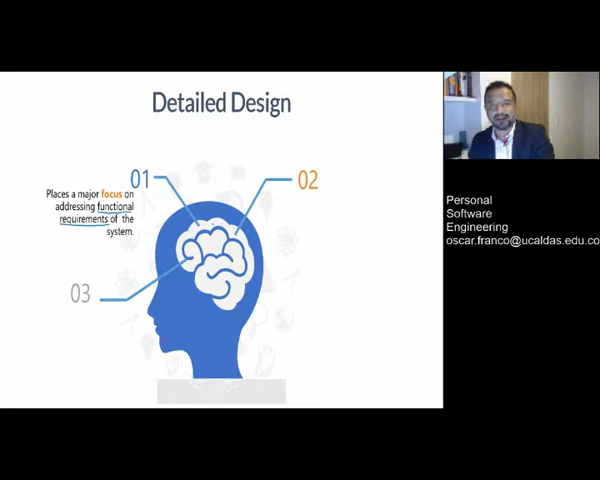 Detailed Design
01
Places a major focus on
addressing functional
requirements of the
system.
02
03
Personal
Software
Engineering
oscar.franco@ucaldas.edu.co